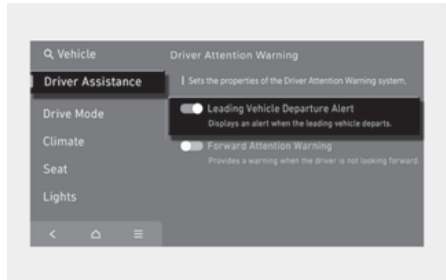 Vehicle
Driver Attention Warning
Driver Assistance
Sets the properties of the Driver Attention Warning system.
Leading Vehicle Departure Alert
Displays an alert when the leading vehicle departs.
Drive Mode
Climate
Forward Attention Warning
Provides a warning when the driver is not looking forward.
Seat
Lights